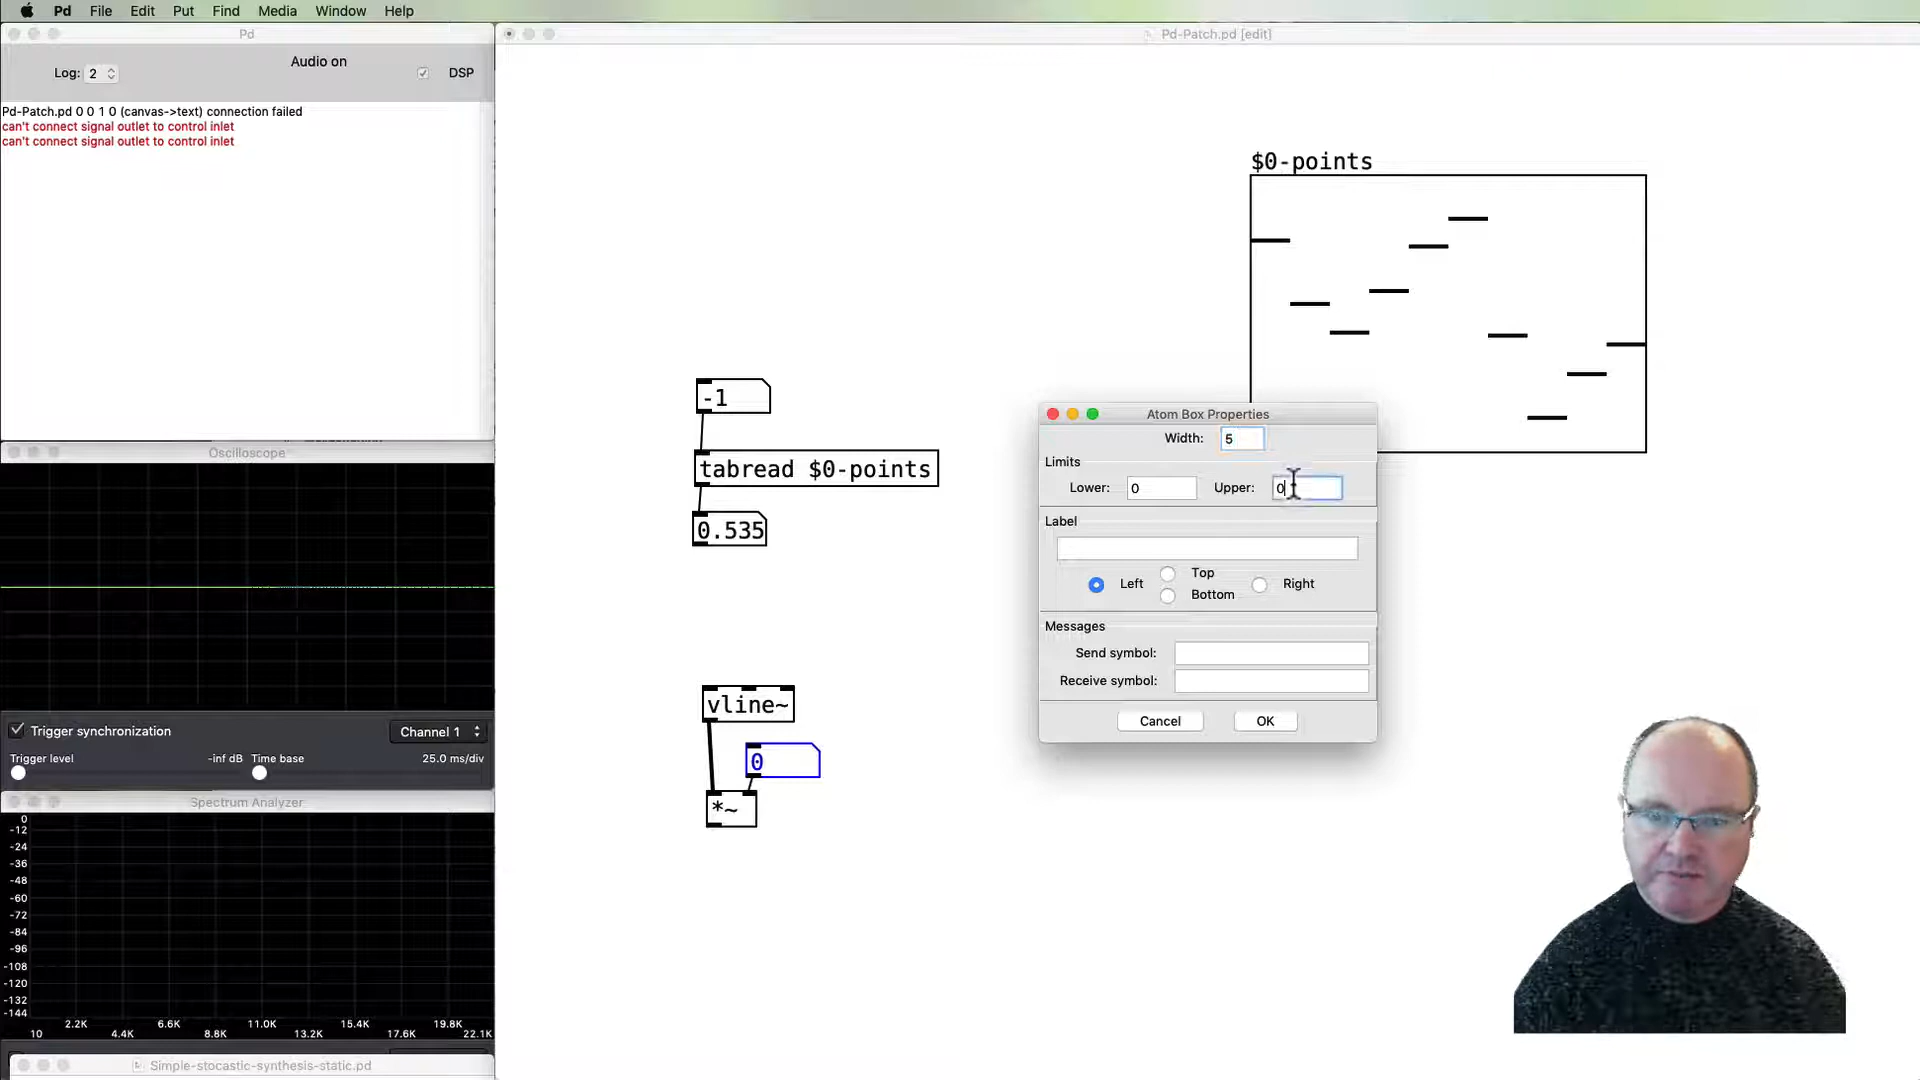 Pd File Edit Find Put Media Window Help
Pd
Log: 2
Audio on
DSP
Pd-Patch.pd 0 0 1 0 (canvas->text) connection failed
can't connect signal outlet to control inlet
can't connect signal outlet to control inlet
Oscilloscope
Trigger synchronization
Channel 1
Trigger level
-inf dB
Time base
25.0 ms/div
Spectrum Analyzer
0
-12
-24
-36
-48
-60
-72
-84
-96
-108
-120
-132
-144
2.2K 6.6K 11.0K 15.4K 19.8K
10 4.4K 8.8K 13.2K 17.6K 22.1K
Simple-stocastic-synthesis-static.pd
Pd-Patch.pd [edit]
$0-points
-1
tabread $0-points
0.535
vline~
0
*~
Atom Box Properties
Width: 5
Limits
Lower: 0 Upper: 0
Label
Left
Top
Bottom
Right
Messages
Send symbol:
Receive symbol:
Cancel OK